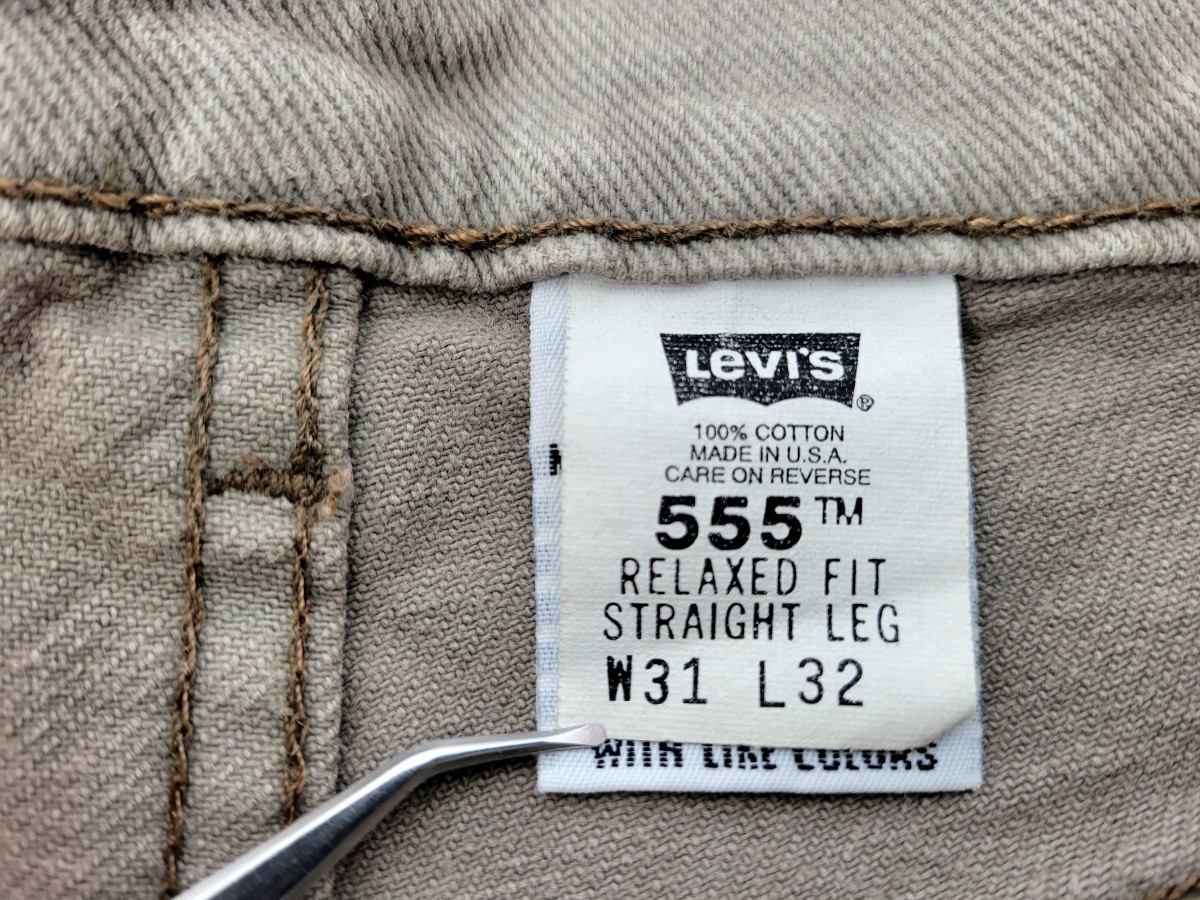 Levi's ®
100% COTTON
MADE IN U.S.A.
CARE ON REVERSE
555™
RELAXED FIT
STRAIGHT LEG
W31 L32
WITH LIKE COLORS